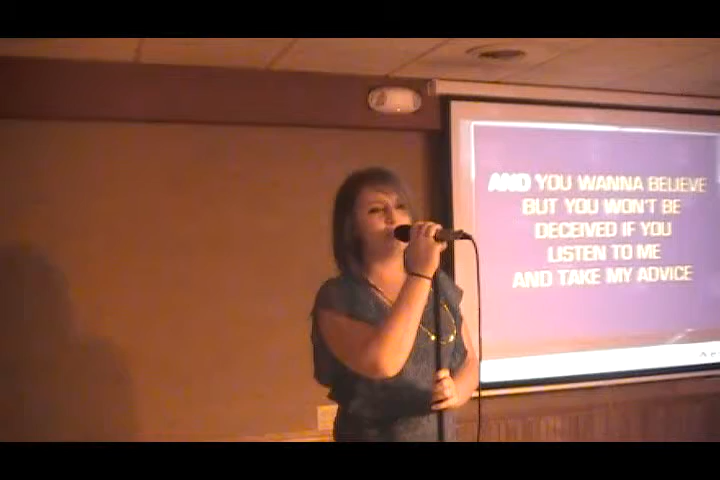 AND YOU WANNA BELIEVE
BUT YOU WON'T BE
DECEIVED IF YOU
LISTEN TO ME
AND TAKE MY ADVICE